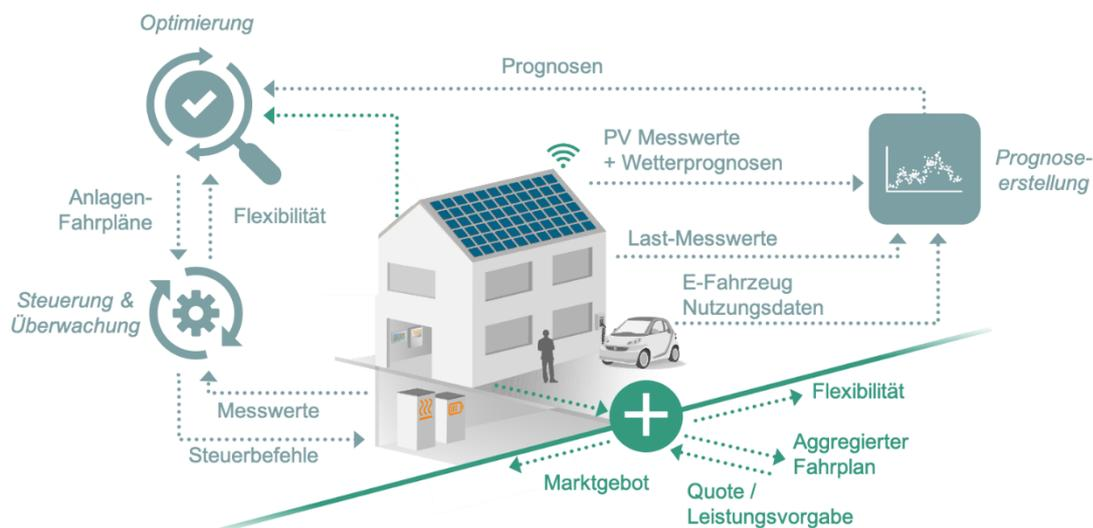 Optimierung
Prognosen
PV Messwerte
+ Wetterprognosen
Prognose-
erstellung
Anlagen-
Fahrpläne
Flexibilität
Last-Messwerte
E-Fahrzeug
Nutzungsdaten
Steuerung &
Überwachung
Messwerte
Steuerbefehle
Flexibilität
Aggregierter
Fahrplan
Marktgebot
Quote /
Leistungsvorgabe